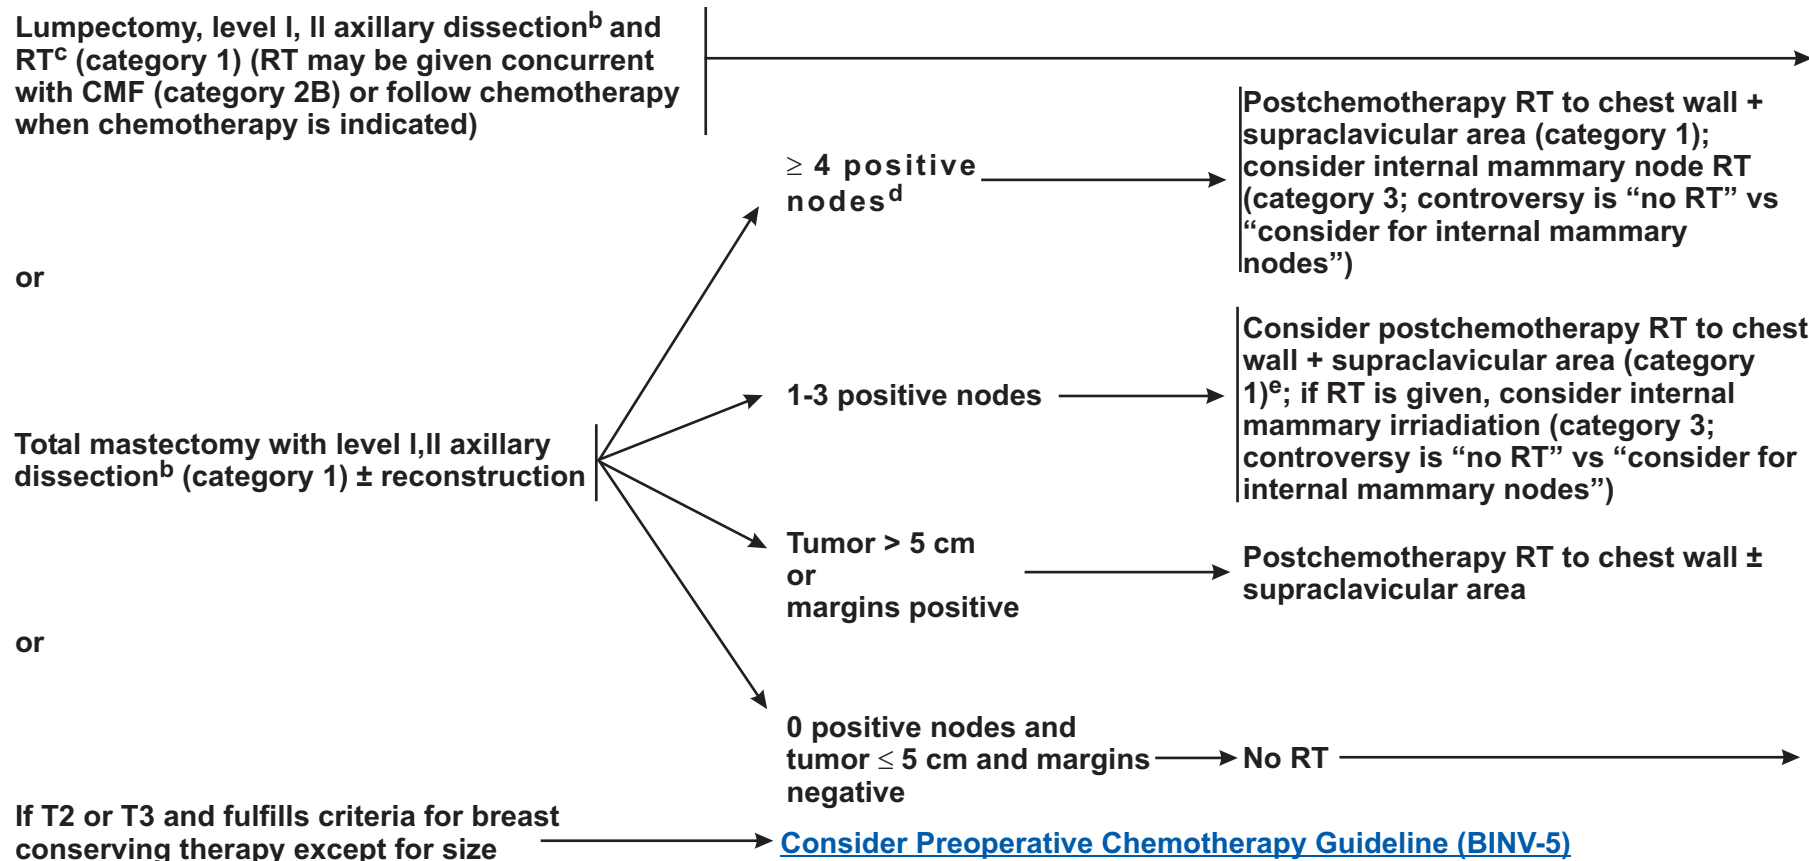 Lumpectomy, level I, II axillary dissectionb and
RTc (category 1) (RT may be given concurrent
with CMF (category 2B) or follow chemotherapy
when chemotherapy is indicated)
≥ 4 positive
nodesd
Postchemotherapy RT to chest wall +
supraclavicular area (category 1);
consider internal mammary node RT
(category 3; controversy is “no RT” vs
“consider for internal mammary
nodes”)
or
1-3 positive nodes
Consider postchemotherapy RT to chest
wall + supraclavicular area (category
1)e; if RT is given, consider internal
mammary irriadiation (category 3;
controversy is “no RT” vs “consider for
internal mammary nodes”)
Total mastectomy with level I,II axillary
dissectionb (category 1) ± reconstruction
Tumor > 5 cm
or
margins positive
Postchemotherapy RT to chest wall ±
supraclavicular area
or
0 positive nodes and
tumor ≤ 5 cm and margins
negative
No RT
If T2 or T3 and fulfills criteria for breast
conserving therapy except for size
Consider Preoperative Chemotherapy Guideline (BINV-5)